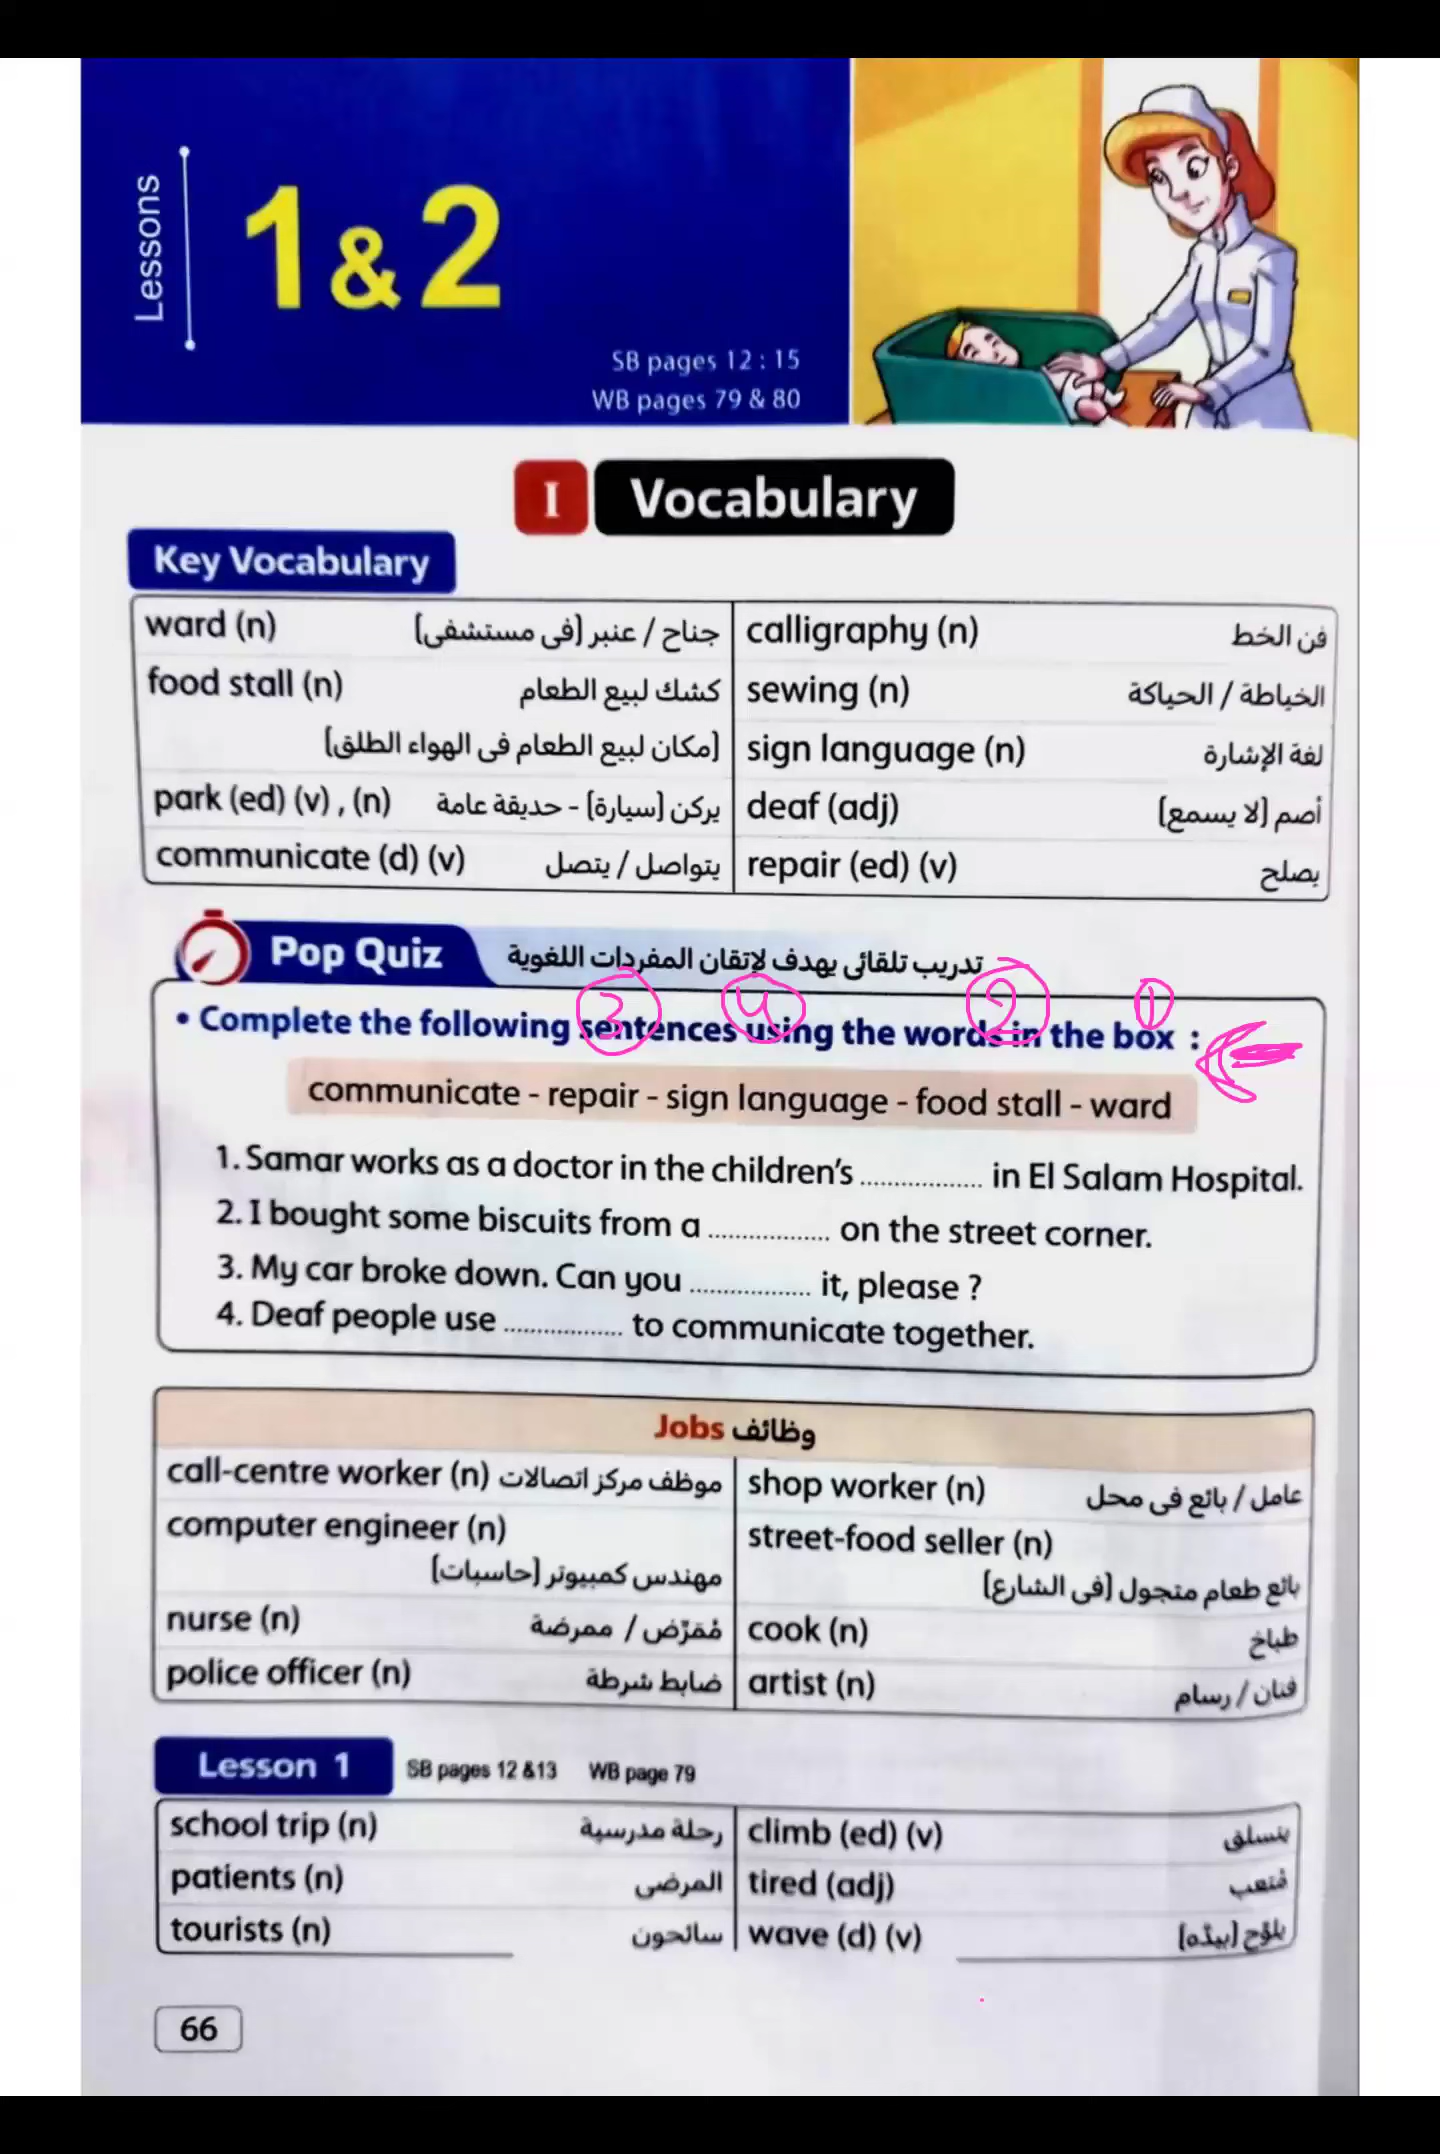 Lessons
1 & 2
SB pages 12 : 15
WB pages 79 & 80
I Vocabulary
Key Vocabulary
ward (n) جناح / عنبر [فى مستشفى] calligraphy (n) فن الخط
food stall (n) كشك لبيع الطعام sewing (n) الخياطة / الحياكة
[مكان لبيع الطعام فى الهواء الطلق] sign language (n) لغة الإشارة
park (ed) (v) , (n) يركن [سيارة] - حديقة عامة deaf (adj) أصم [لا يسمع]
communicate (d) (v) يتواصل / يتصل repair (ed) (v) يصلح
Pop Quiz تدريب تلقائى يهدف لإتقان المفردات اللغوية
3 4 2 1
• Complete the following sentences using the words in the box :
communicate - repair - sign language - food stall - ward
1. Samar works as a doctor in the children's ................. in El Salam Hospital.
2. I bought some biscuits from a ................. on the street corner.
3. My car broke down. Can you ................. it, please ?
4. Deaf people use ................. to communicate together.
Jobs وظائف
call-centre worker (n) موظف مركز اتصالات shop worker (n) عامل / بائع فى محل
computer engineer (n) street-food seller (n)
مهندس كمبيوتر [حاسبات] بائع طعام متجول [فى الشارع]
nurse (n) مُمَرِّض / ممرضة cook (n) طباخ
police officer (n) ضابط شرطة artist (n) فنان / رسام
Lesson 1 SB pages 12 &13 WB page 79
school trip (n) رحلة مدرسية climb (ed) (v) يتسلق
patients (n) المرضى tired (adj) مُتعب
tourists (n) سائحون wave (d) (v) يلوِّح [بيدُه]
66